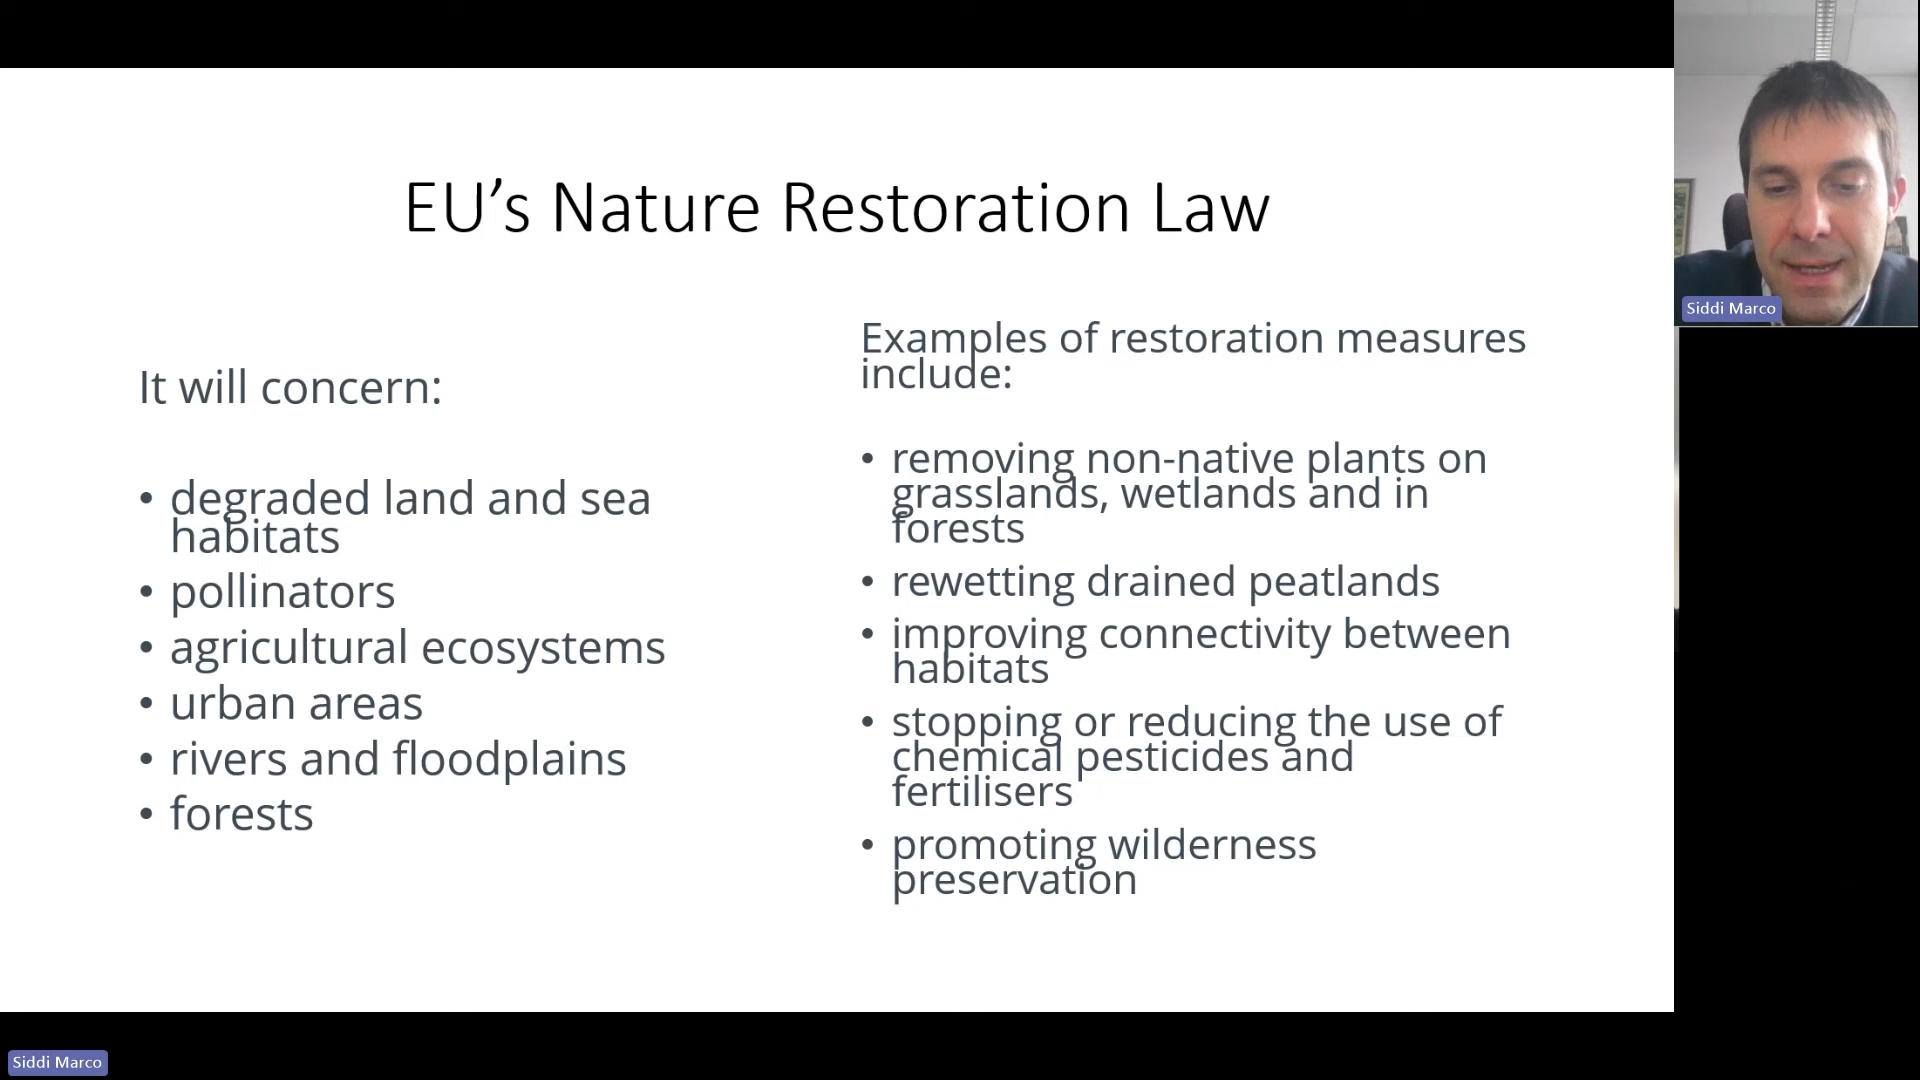 EU’s Nature Restoration Law
It will concern:
• degraded land and sea
habitats
• pollinators
• agricultural ecosystems
• urban areas
• rivers and floodplains
• forests
Examples of restoration measures
include:
• removing non-native plants on
grasslands, wetlands and in
forests
• rewetting drained peatlands
• improving connectivity between
habitats
• stopping or reducing the use of
chemical pesticides and
fertilisers
• promoting wilderness
preservation
Siddi Marco
Siddi Marco